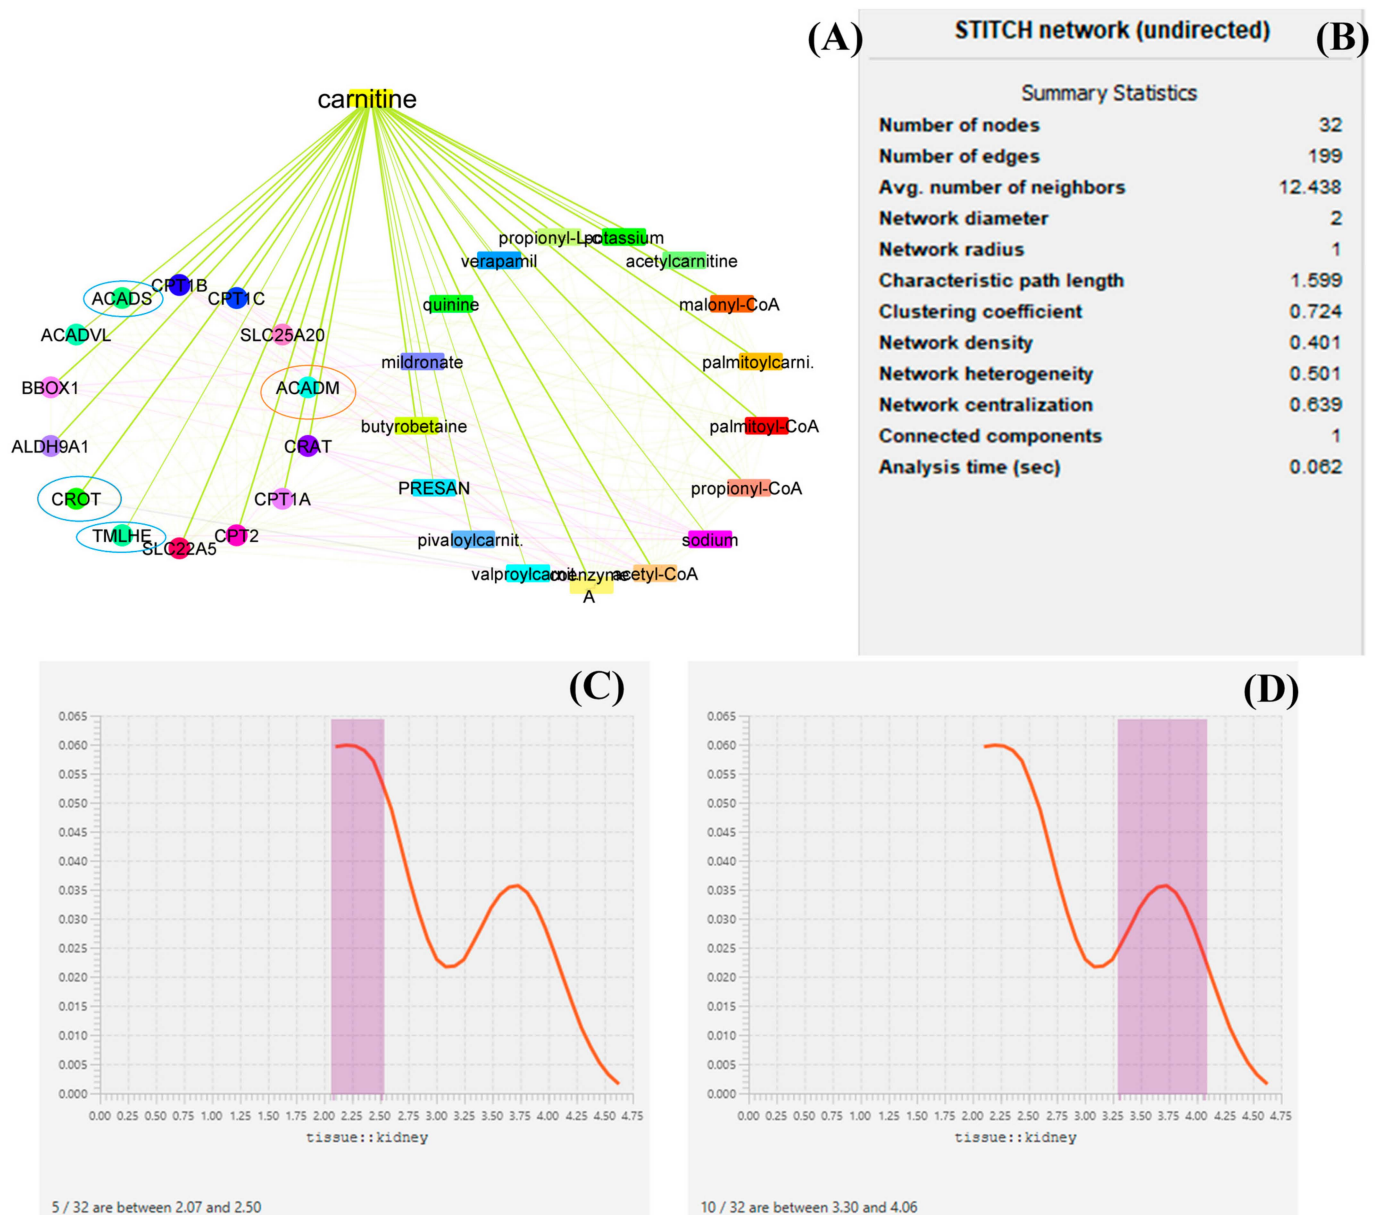 (A)
carnitine
propionyl-L-c
potassium
verapamil
acetylcarnitine
CPT1B
ACADS
CPT1C
quinine
malonyl-CoA
ACADVL
SLC25A20
mildronate
palmitoylcarni.
BBOX1
ACADM
butyrobetaine
palmitoyl-CoA
ALDH9A1
CRAT
CROT
CPT1A
PRESAN
propionyl-CoA
TMLHE
SLC22A5
CPT2
pivaloylcarnit.
sodium
valproylcarnit.
coenzyme
A
acetyl-CoA
STITCH network (undirected)
(B)
Summary Statistics
Number of nodes 32
Number of edges 199
Avg. number of neighbors 12.438
Network diameter 2
Network radius 1
Characteristic path length 1.599
Clustering coefficient 0.724
Network density 0.401
Network heterogeneity 0.501
Network centralization 0.639
Connected components 1
Analysis time (sec) 0.062
(C)
0.065
0.060
0.055
0.050
0.045
0.040
0.035
0.030
0.025
0.020
0.015
0.010
0.005
0.000
0.00 0.25 0.50 0.75 1.00 1.25 1.50 1.75 2.00 2.25 2.50 2.75 3.00 3.25 3.50 3.75 4.00 4.25 4.50 4.75
tissue::kidney
5 / 32 are between 2.07 and 2.50
(D)
0.065
0.060
0.055
0.050
0.045
0.040
0.035
0.030
0.025
0.020
0.015
0.010
0.005
0.000
0.00 0.25 0.50 0.75 1.00 1.25 1.50 1.75 2.00 2.25 2.50 2.75 3.00 3.25 3.50 3.75 4.00 4.25 4.50 4.75
tissue::kidney
10 / 32 are between 3.30 and 4.06